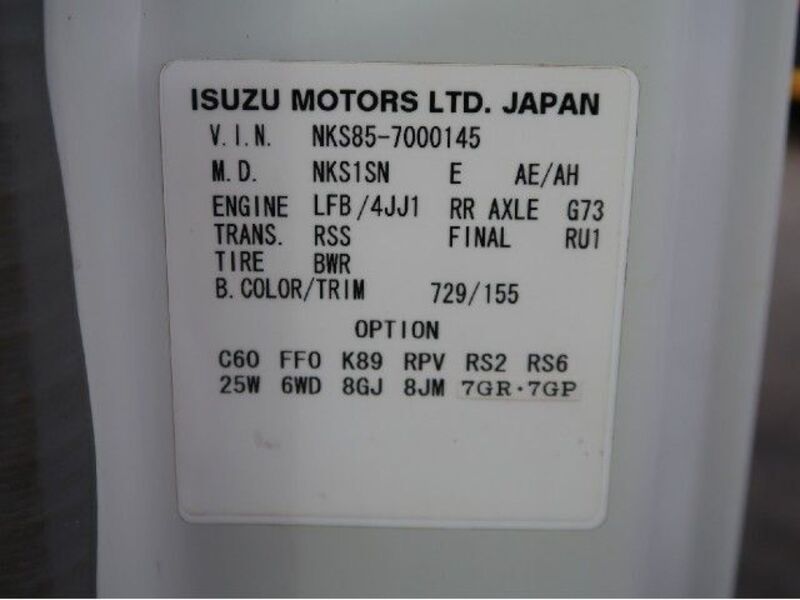 ISUZU MOTORS LTD. JAPAN
V.I.N. NKS85-7000145
M.D. NKS1SN E AE/AH
ENGINE LFB/4JJ1 RR AXLE G73
TRANS. RSS FINAL RU1
TIRE BWR
B.COLOR/TRIM 729/155
OPTION
C60 FF0 K89 RPV RS2 RS6
25W 6WD 8GJ 8JM 7GR・7GP